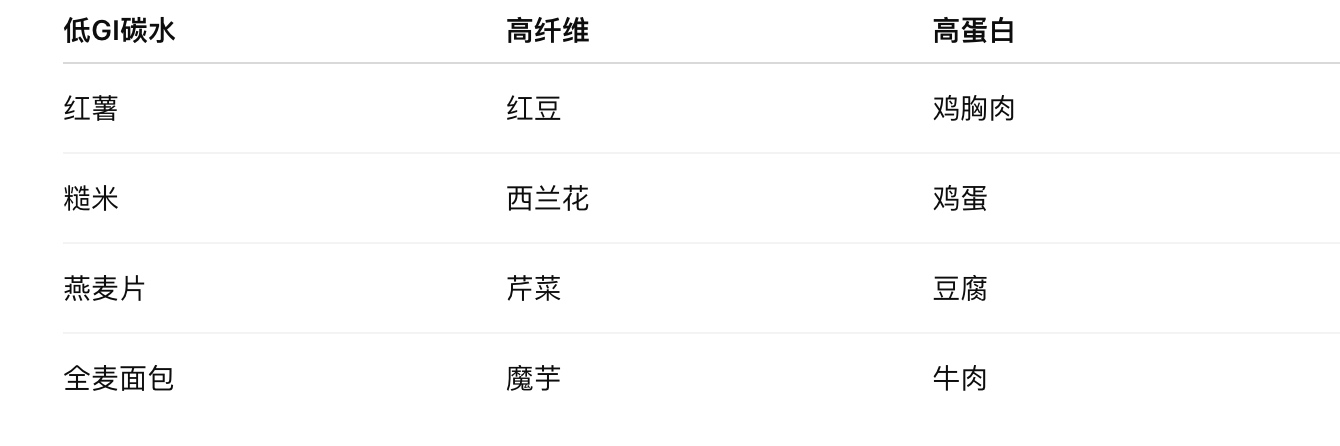 低GI碳水 高纤维 高蛋白
红薯 红豆 鸡胸肉
糙米 西兰花 鸡蛋
燕麦片 芹菜 豆腐
全麦面包 魔芋 牛肉